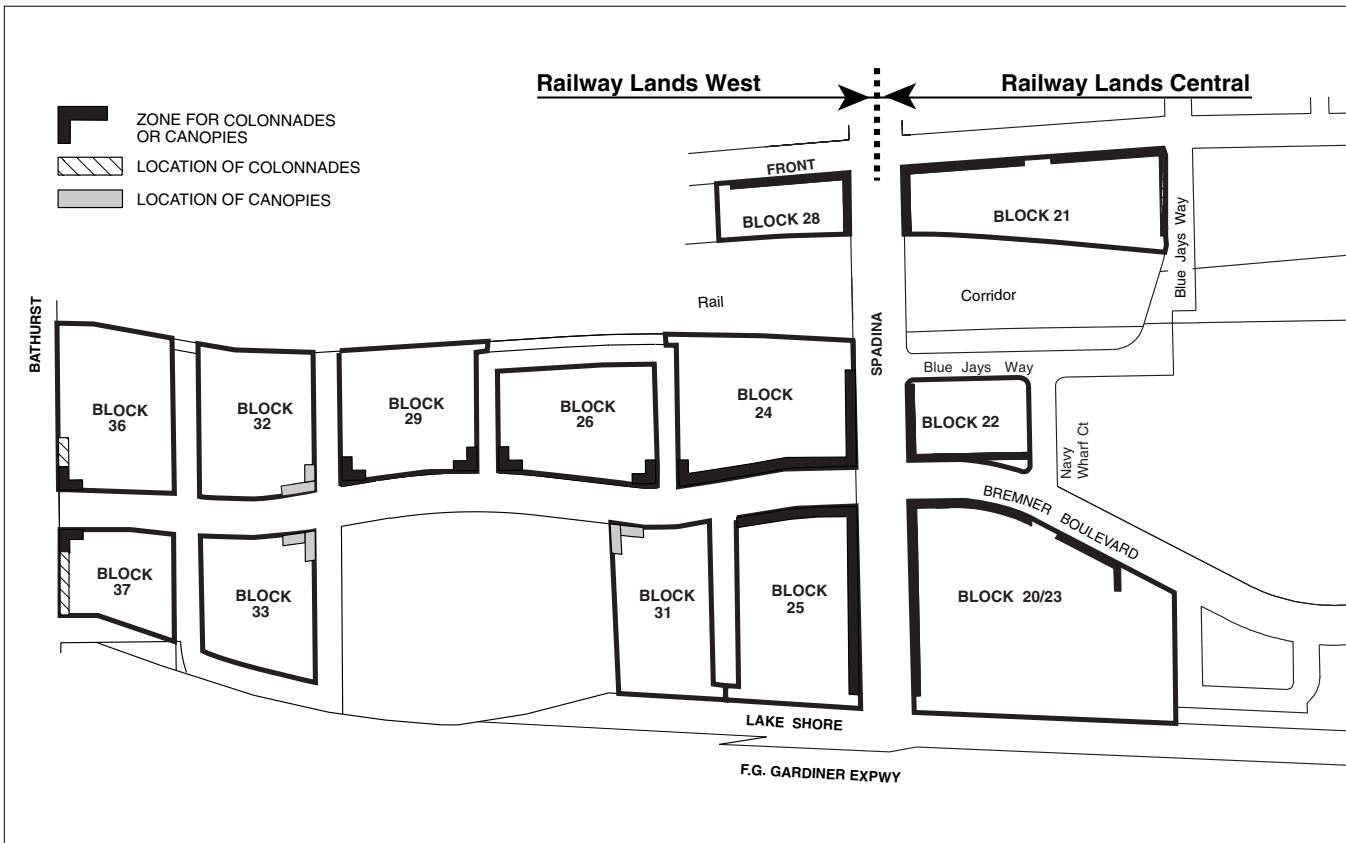 Railway Lands West
Railway Lands Central
ZONE FOR COLONNADES
OR CANOPIES
LOCATION OF COLONNADES
LOCATION OF CANOPIES
FRONT
BLOCK 28
BLOCK 21
Blue Jays Way
Rail
Corridor
BATHURST
SPADINA
Blue Jays Way
BLOCK
36
BLOCK
32
BLOCK
29
BLOCK
26
BLOCK
24
BLOCK 22
Navy
Wharf Ct
BREMNER BOULEVARD
BLOCK
37
BLOCK
33
BLOCK
31
BLOCK
25
BLOCK 20/23
LAKE SHORE
F.G. GARDINER EXPWY